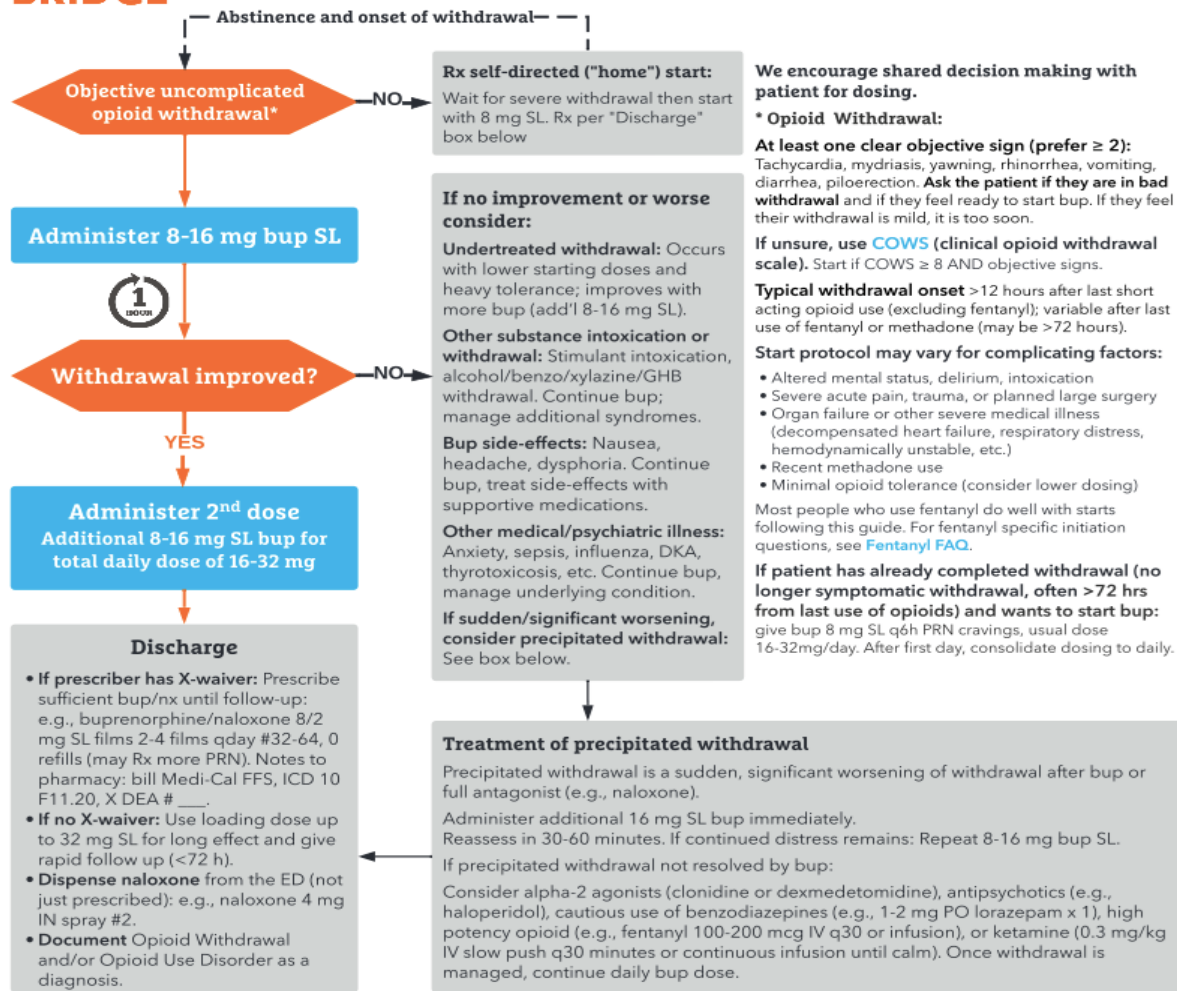 Abstinence and onset of withdrawal
Objective uncomplicated
opioid withdrawal*
NO
Rx self-directed ("home") start:
Wait for severe withdrawal then start
with 8 mg SL. Rx per "Discharge"
box below
Administer 8-16 mg bup SL
1
HOUR
Withdrawal improved?
NO
YES
Administer 2nd dose
Additional 8-16 mg SL bup for
total daily dose of 16-32 mg
If no improvement or worse
consider:
Undertreated withdrawal: Occurs
with lower starting doses and
heavy tolerance; improves with
more bup (add'l 8-16 mg SL).
Other substance intoxication or
withdrawal: Stimulant intoxication,
alcohol/benzo/xylazine/GHB
withdrawal. Continue bup;
manage additional syndromes.
Bup side-effects: Nausea,
headache, dysphoria. Continue
bup, treat side-effects with
supportive medications.
Other medical/psychiatric illness:
Anxiety, sepsis, influenza, DKA,
thyrotoxicosis, etc. Continue bup,
manage underlying condition.
If sudden/significant worsening,
consider precipitated withdrawal:
See box below.
We encourage shared decision making with
patient for dosing.
* Opioid Withdrawal:
At least one clear objective sign (prefer ≥ 2):
Tachycardia, mydriasis, yawning, rhinorrhea, vomiting,
diarrhea, piloerection. Ask the patient if they are in bad
withdrawal and if they feel ready to start bup. If they feel
their withdrawal is mild, it is too soon.
If unsure, use COWS (clinical opioid withdrawal
scale). Start if COWS ≥ 8 AND objective signs.
Typical withdrawal onset >12 hours after last short
acting opioid use (excluding fentanyl); variable after last
use of fentanyl or methadone (may be >72 hours).
Start protocol may vary for complicating factors:
• Altered mental status, delirium, intoxication
• Severe acute pain, trauma, or planned large surgery
• Organ failure or other severe medical illness
(decompensated heart failure, respiratory distress,
hemodynamically unstable, etc.)
• Recent methadone use
• Minimal opioid tolerance (consider lower dosing)
Most people who use fentanyl do well with starts
following this guide. For fentanyl specific initiation
questions, see Fentanyl FAQ.
If patient has already completed withdrawal (no
longer symptomatic withdrawal, often >72 hrs
from last use of opioids) and wants to start bup:
give bup 8 mg SL q6h PRN cravings, usual dose
16-32mg/day. After first day, consolidate dosing to daily.
Discharge
• If prescriber has X-waiver: Prescribe
sufficient bup/nx until follow-up:
e.g., buprenorphine/naloxone 8/2
mg SL films 2-4 films qday #32-64, 0
refills (may Rx more PRN). Notes to
pharmacy: bill Medi-Cal FFS, ICD 10
F11.20, X DEA # ___.
• If no X-waiver: Use loading dose up
to 32 mg SL for long effect and give
rapid follow up (<72 h).
• Dispense naloxone from the ED (not
just prescribed): e.g., naloxone 4 mg
IN spray #2.
• Document Opioid Withdrawal
and/or Opioid Use Disorder as a
diagnosis.
Treatment of precipitated withdrawal
Precipitated withdrawal is a sudden, significant worsening of withdrawal after bup or
full antagonist (e.g., naloxone).
Administer additional 16 mg SL bup immediately.
Reassess in 30-60 minutes. If continued distress remains: Repeat 8-16 mg bup SL.
If precipitated withdrawal not resolved by bup:
Consider alpha-2 agonists (clonidine or dexmedetomidine), antipsychotics (e.g.,
haloperidol), cautious use of benzodiazepines (e.g., 1-2 mg PO lorazepam x 1), high
potency opioid (e.g., fentanyl 100-200 mcg IV q30 or infusion), or ketamine (0.3 mg/kg
IV slow push q30 minutes or continuous infusion until calm). Once withdrawal is
managed, continue daily bup dose.